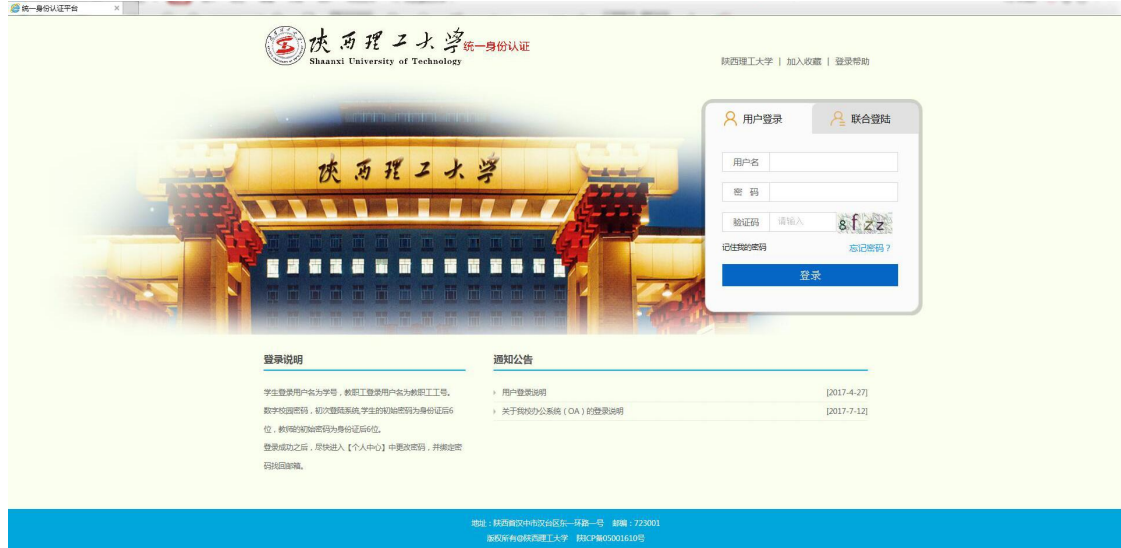 统一身份认证平台
陕西理工大学 统一身份认证
Shaanxi University of Technology
陕西理工大学 | 加入收藏 | 登录帮助
陕西理工大学
用户登录
联合登陆
用户名
密 码
验证码 请输入 8fzz
记住我的密码 忘记密码？
登录
登录说明
学生登录用户名为学号，教职工登录用户名为教职工工号。
数字校园密码，初次登陆系统,学生的初始密码为身份证后6
位，教师的初始密码为身份证后6位。
登录成功之后，尽快进入【个人中心】中更改密码，并绑定密
码找回邮箱。
通知公告
用户登录说明 [2017-4-27]
关于我校办公系统（OA）的登录说明 [2017-7-12]
地址：陕西省汉中市汉台区东一环路一号 邮编：723001
版权所有@陕西理工大学 陕ICP备05001610号